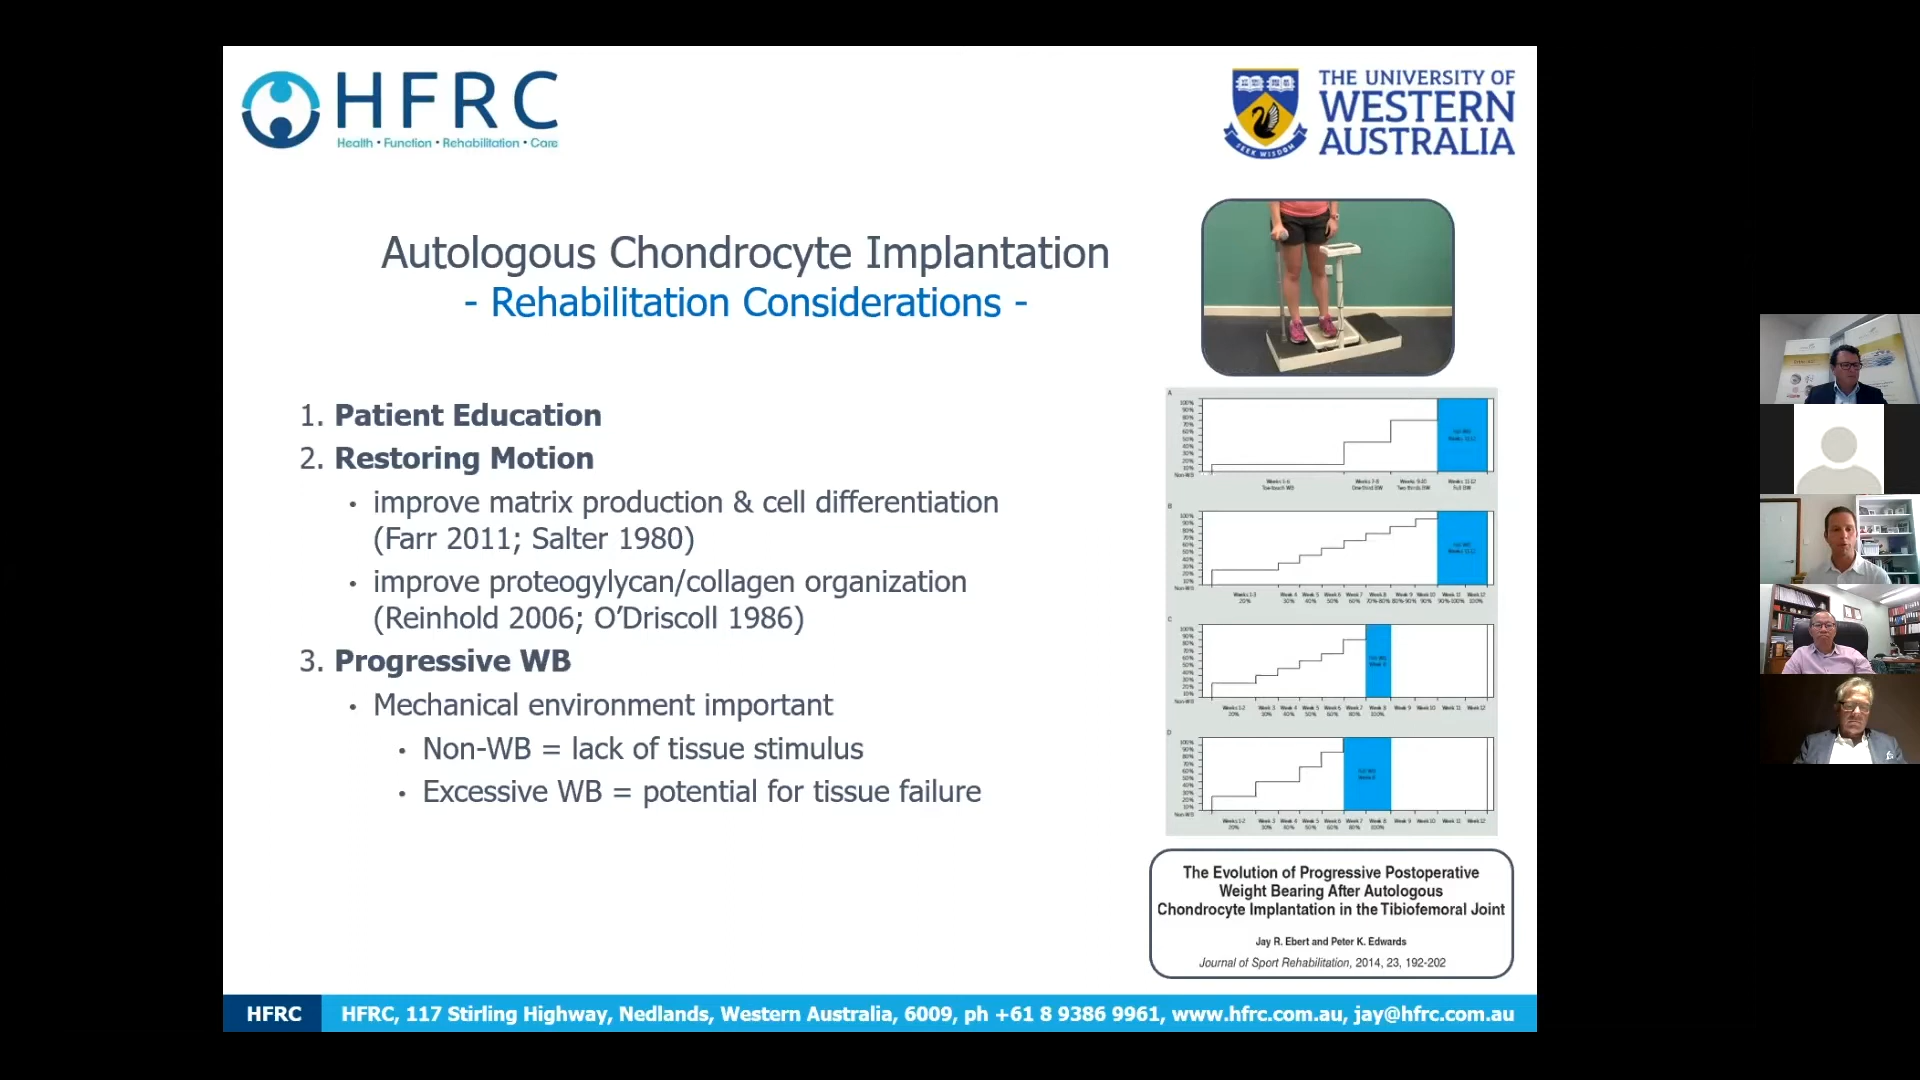 HFRC
Health • Function • Rehabilitation • Care
THE UNIVERSITY OF
WESTERN
AUSTRALIA
SEEK WISDOM
Autologous Chondrocyte Implantation
- Rehabilitation Considerations -
1. Patient Education
2. Restoring Motion
• improve matrix production & cell differentiation
(Farr 2011; Salter 1980)
• improve proteogylycan/collagen organization
(Reinhold 2006; O’Driscoll 1986)
3. Progressive WB
• Mechanical environment important
• Non-WB = lack of tissue stimulus
• Excessive WB = potential for tissue failure
The Evolution of Progressive Postoperative
Weight Bearing After Autologous
Chondrocyte Implantation in the Tibiofemoral Joint
Jay R. Ebert and Peter K. Edwards
Journal of Sport Rehabilitation, 2014, 23, 192-202
HFRC
HFRC, 117 Stirling Highway, Nedlands, Western Australia, 6009, ph +61 8 9386 9961, www.hfrc.com.au, jay@hfrc.com.au